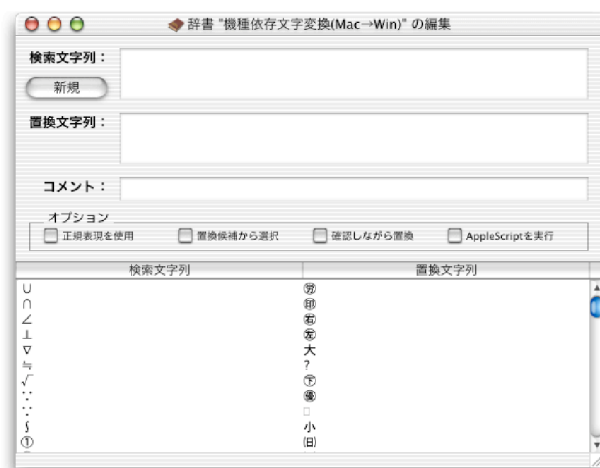 辞書 "機種依存文字変換(Mac→Win)" の編集
検索文字列：
新規
置換文字列：
コメント：
オプション
正規表現を使用 置換候補から選択 確認しながら置換 AppleScriptを実行
検索文字列 置換文字列
∪ ㊘
∩ ㊞
∠ ㊨
⊥ ㊧
∇ 大
≒ ?
√ ㊦
∵ ㊝
∵
∫ 小
① ㈰